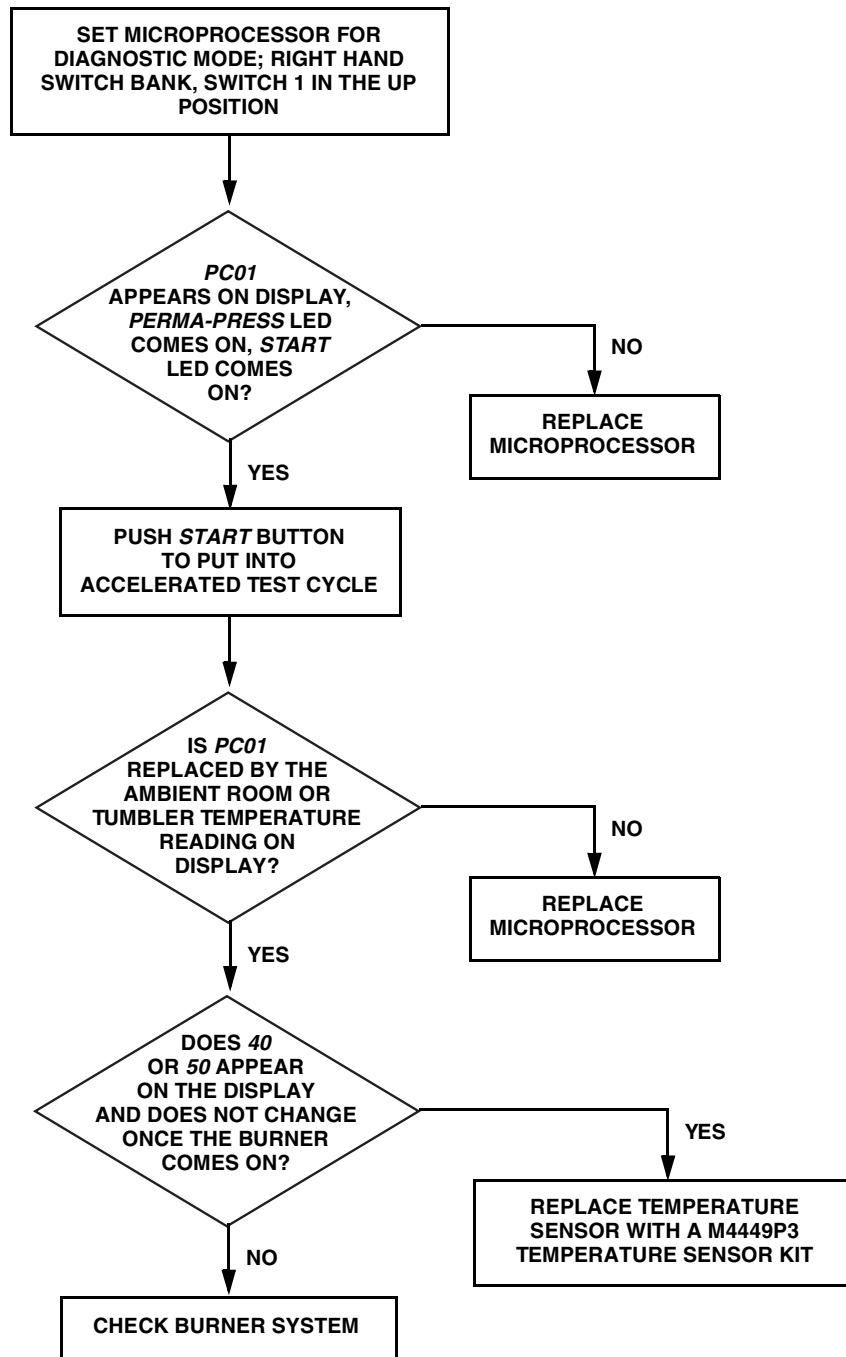 SET MICROPROCESSOR FOR
DIAGNOSTIC MODE; RIGHT HAND
SWITCH BANK, SWITCH 1 IN THE UP
POSITION
PC01
APPEARS ON DISPLAY,
PERMA-PRESS LED
COMES ON, START
LED COMES
ON?
NO
REPLACE
MICROPROCESSOR
YES
PUSH START BUTTON
TO PUT INTO
ACCELERATED TEST CYCLE
IS PC01
REPLACED BY THE
AMBIENT ROOM OR
TUMBLER TEMPERATURE
READING ON
DISPLAY?
NO
REPLACE
MICROPROCESSOR
YES
DOES 40
OR 50 APPEAR
ON THE DISPLAY
AND DOES NOT CHANGE
ONCE THE BURNER
COMES ON?
YES
REPLACE TEMPERATURE
SENSOR WITH A M4449P3
TEMPERATURE SENSOR KIT
NO
CHECK BURNER SYSTEM